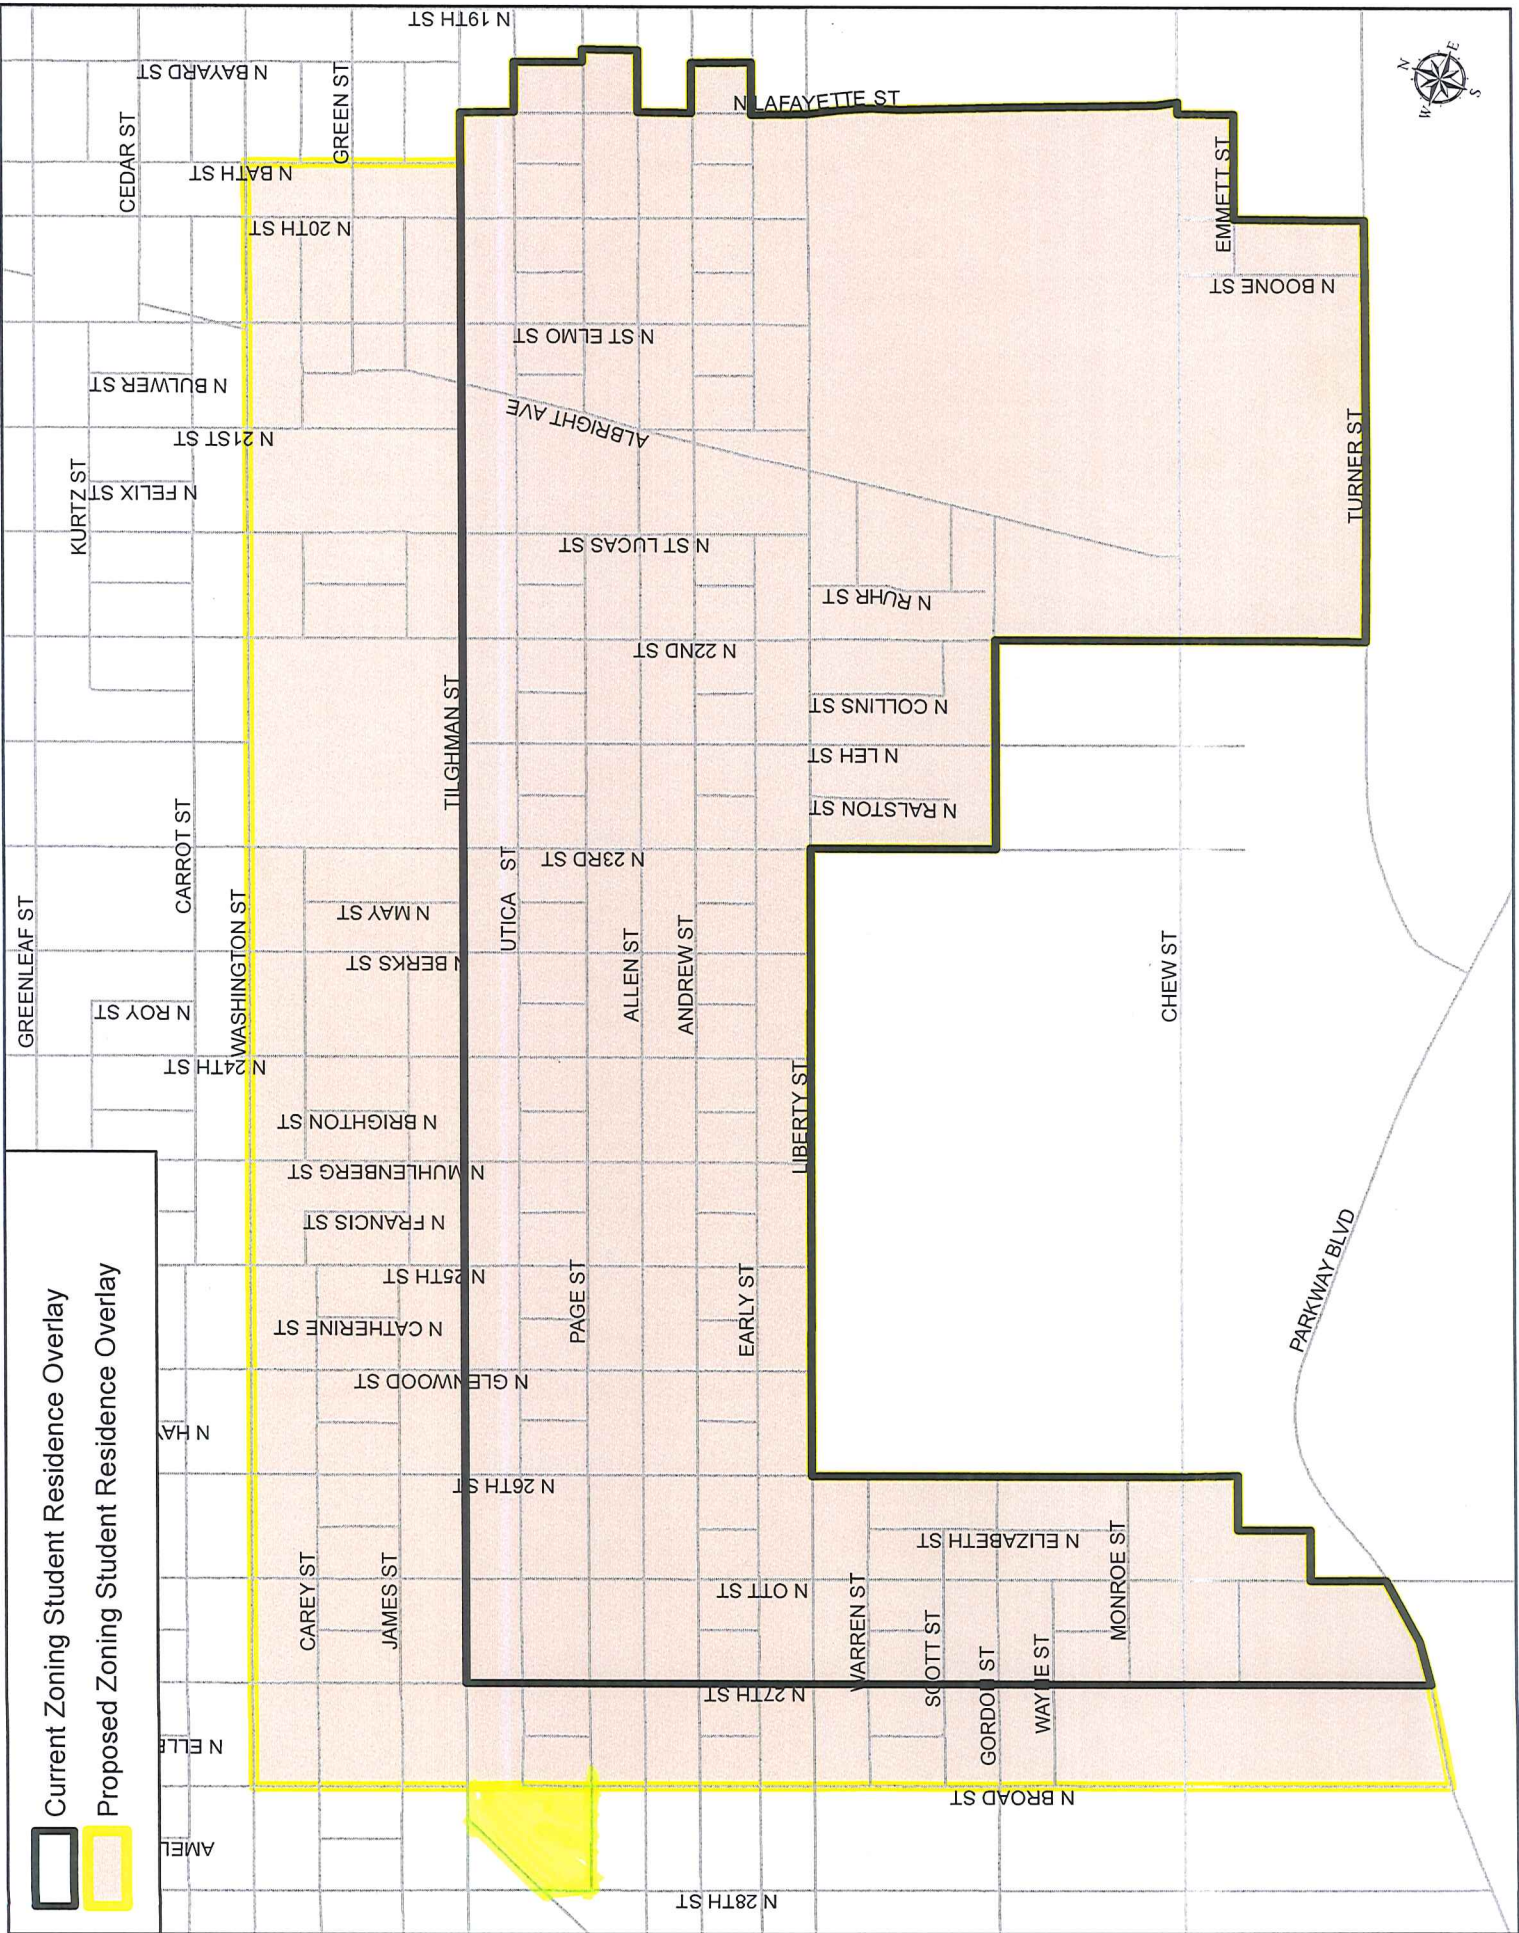 Current Zoning Student Residence Overlay
Proposed Zoning Student Residence Overlay
GREENLEAF ST
KURTZ ST
CEDAR ST
CARROT ST
WASHINGTON ST
GREEN ST
CAREY ST
JAMES ST
TILGHMAN ST
UTICA ST
PAGE ST
ALLEN ST
ANDREW ST
EARLY ST
LIBERTY ST
WARREN ST
SCOTT ST
GORDON ST
WAYNE ST
MONROE ST
CHEW ST
EMMETT ST
TURNER ST
PARKWAY BLVD
N LAFAYETTE ST
N 19TH ST
N BAYARD ST
N BATH ST
N 20TH ST
N BOONE ST
N ST ELMO ST
N BULWER ST
ALBRIGHT AVE
N 21ST ST
N FELIX ST
N ST LUCAS ST
N RUHR ST
N 22ND ST
N COLLINS ST
N LEH ST
N RALSTON ST
N 23RD ST
N MAY ST
N BERKS ST
N ROY ST
N 24TH ST
N BRIGHTON ST
N MUHLENBERG ST
N FRANCIS ST
N 25TH ST
N CATHERINE ST
N GLENWOOD ST
N HAY
N 26TH ST
N ELIZABETH ST
N OTT ST
N 27TH ST
N ELLE
N BROAD ST
AMEL
N 28TH ST
N
E
S
W